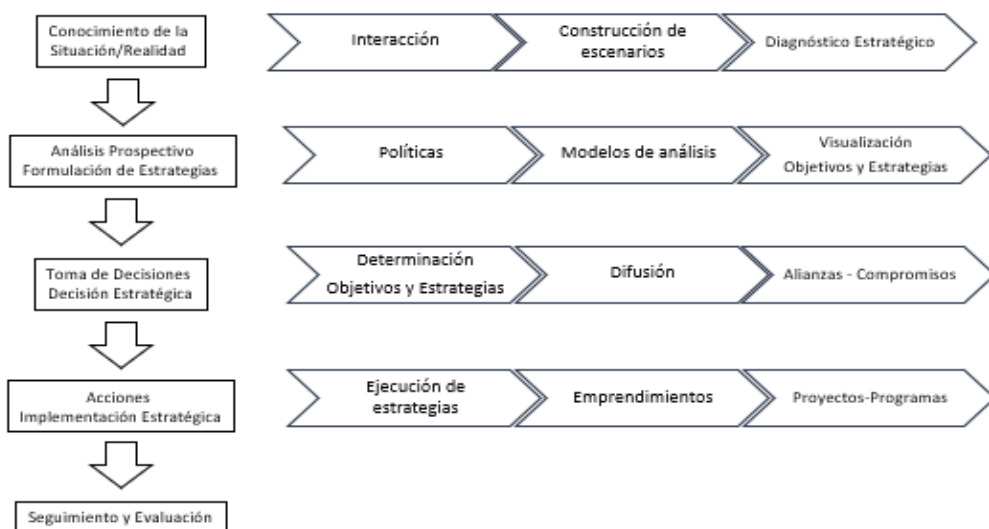 Conocimiento de la
Situación/Realidad
Interacción
Construcción de
escenarios
Diagnóstico Estratégico
Análisis Prospectivo
Formulación de Estrategias
Políticas
Modelos de análisis
Visualización
Objetivos y Estrategias
Toma de Decisiones
Decisión Estratégica
Determinación
Objetivos y Estrategias
Difusión
Alianzas - Compromisos
Acciones
Implementación Estratégica
Ejecución de
estrategias
Emprendimientos
Proyectos-Programas
Seguimiento y Evaluación